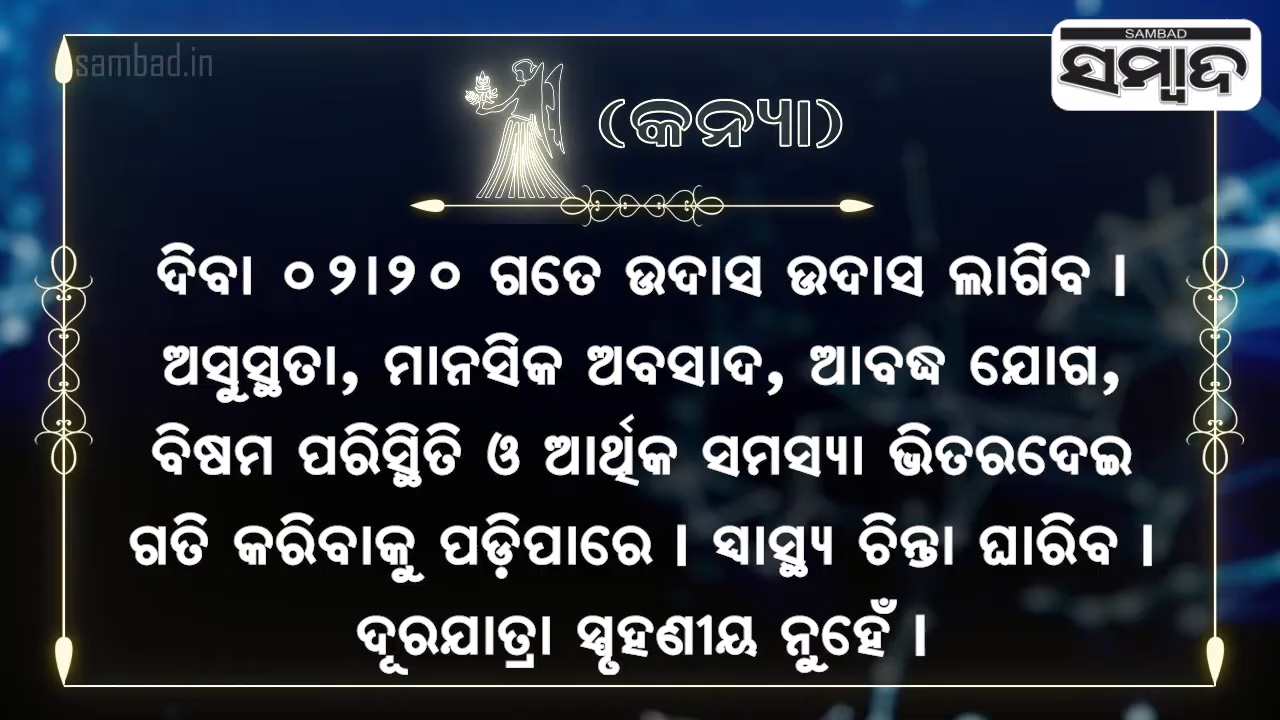 sambad.in
SAMBAD
ସମ୍ବାଦ
(କନ୍ୟା)
ଦିବା ୦୨।୨୦ ଗତେ ଉଦାସ ଉଦାସ ଲାଗିବ ।
ଅସୁସ୍ଥତା, ମାନସିକ ଅବସାଦ, ଆବଦ୍ଧ ଯୋଗ,
ବିଷମ ପରିସ୍ଥିତି ଓ ଆର୍ଥିକ ସମସ୍ୟା ଭିତରଦେଇ
ଗତି କରିବାକୁ ପଡ଼ିପାରେ । ସ୍ୱାସ୍ଥ୍ୟ ଚିନ୍ତା ଘାରିବ ।
ଦୂରଯାତ୍ରା ସ୍ପୃହଣୀୟ ନୁହେଁ ।